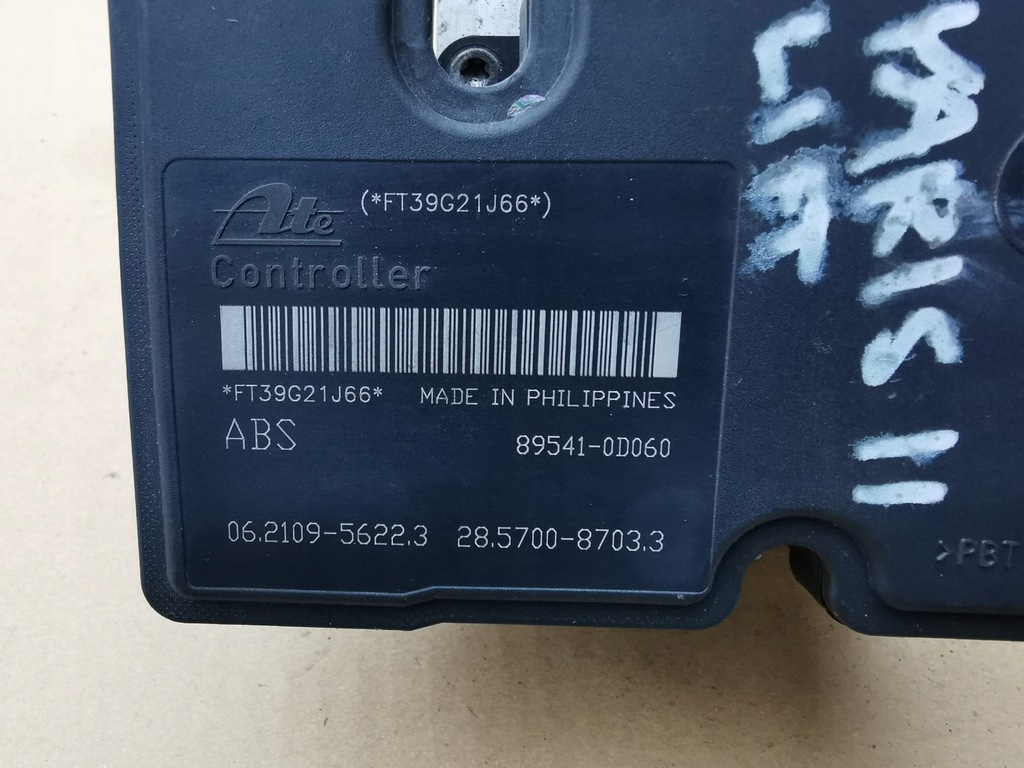 Ate (*FT39G21J66*)
Controller
*FT39G21J66* MADE IN PHILIPPINES
ABS 89541-0D060
06.2109-5622.3 28.5700-8703.3
YARIS II
LIFT
>PBT